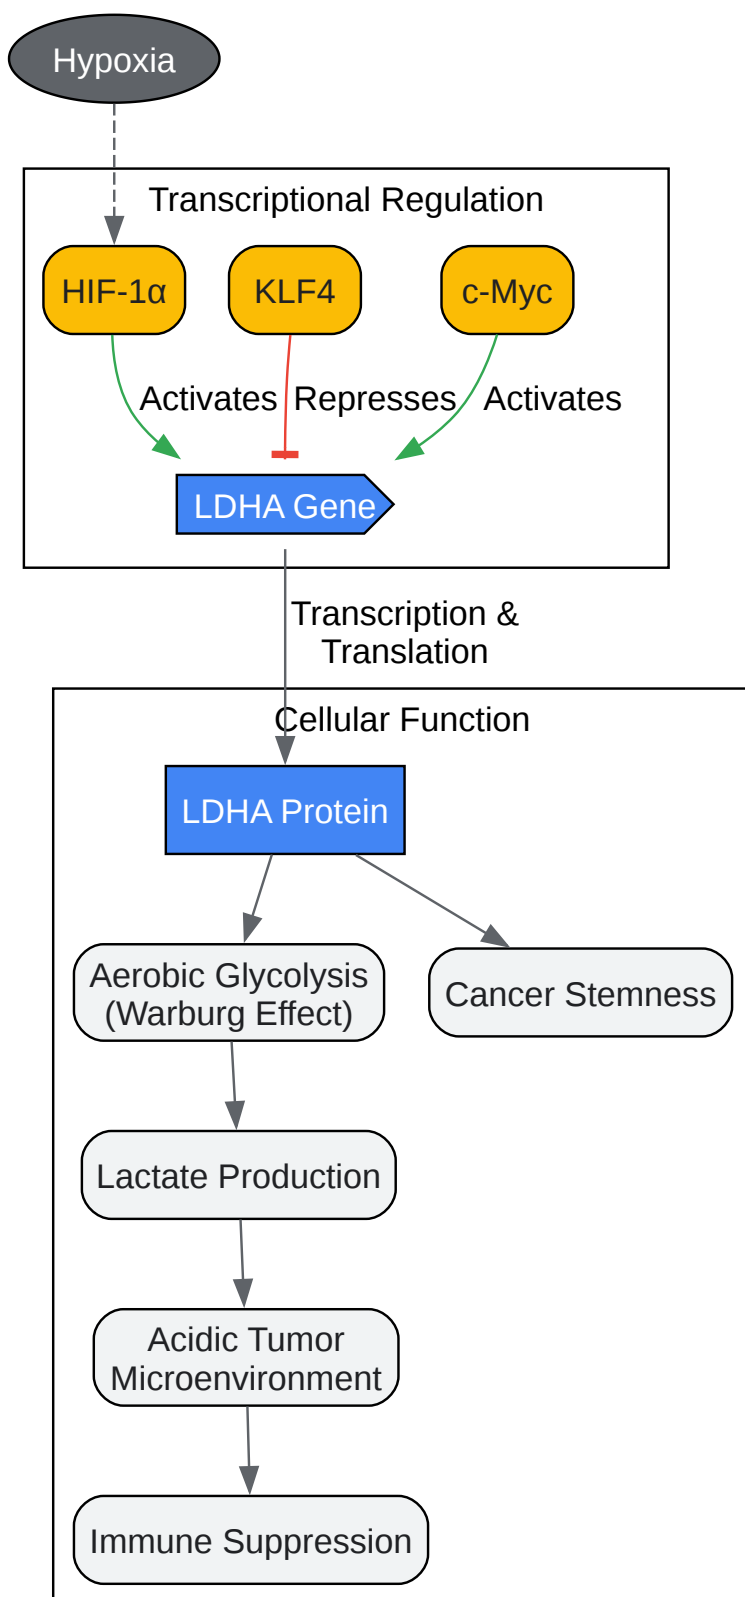 Hypoxia
Transcriptional Regulation
HIF-1α
KLF4
c-Myc
Activates
Represses
Activates
LDHA Gene
Transcription &
Translation
Cellular Function
LDHA Protein
Aerobic Glycolysis
(Warburg Effect)
Cancer Stemness
Lactate Production
Acidic Tumor
Microenvironment
Immune Suppression